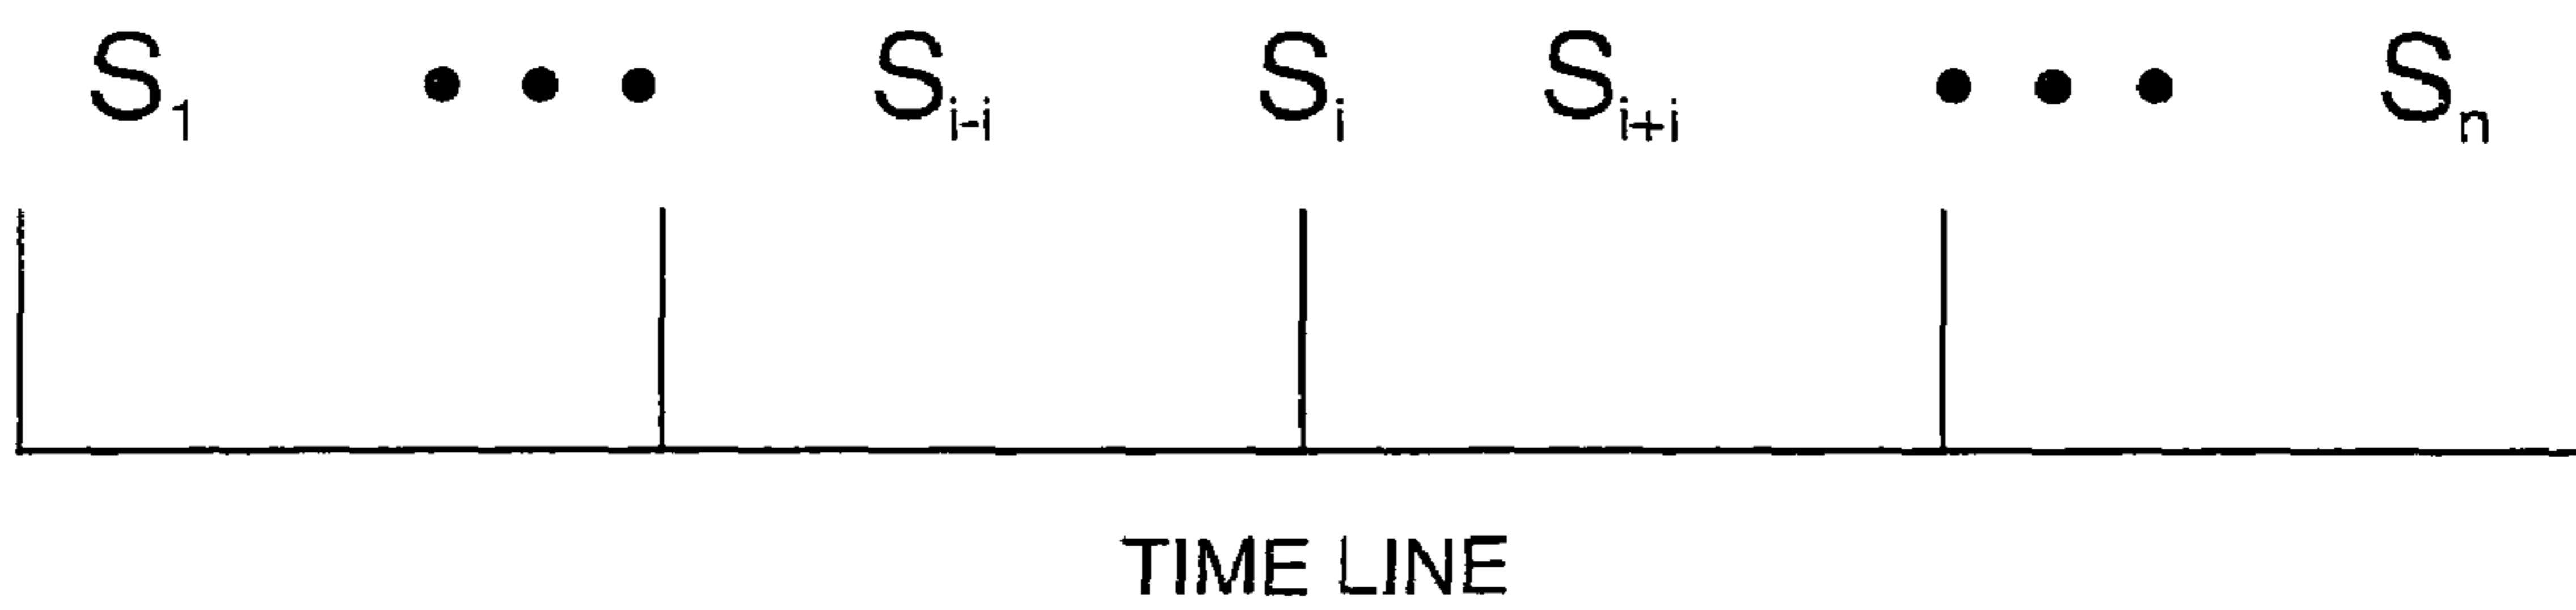 S₁ • • • Sᵢ₋ᵢ Sᵢ Sᵢ₊ᵢ • • • Sₙ
TIME LINE